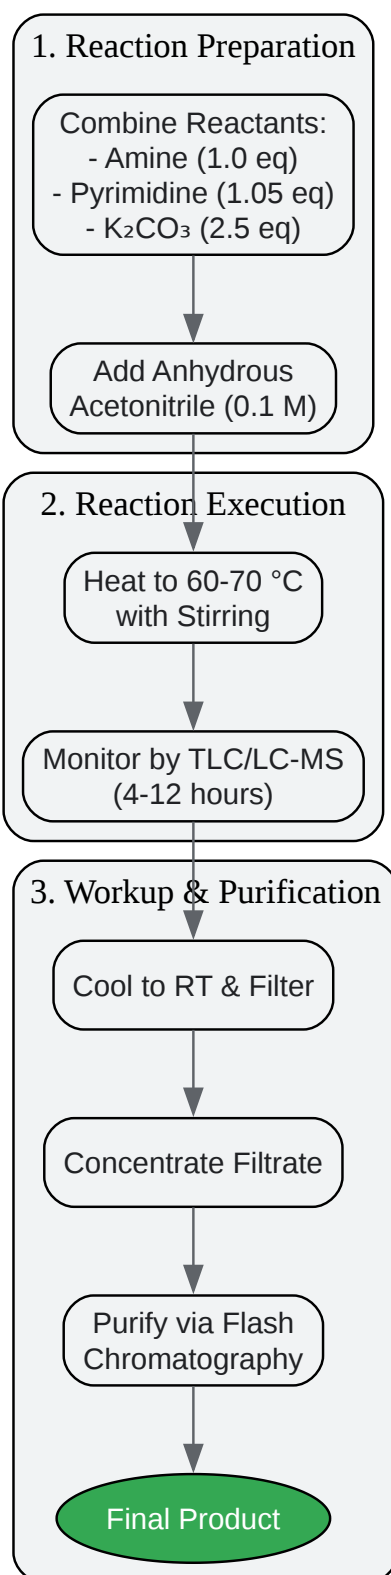 1. Reaction Preparation
Combine Reactants:
- Amine (1.0 eq)
- Pyrimidine (1.05 eq)
- K₂CO₃ (2.5 eq)
Add Anhydrous
Acetonitrile (0.1 M)
2. Reaction Execution
Heat to 60-70 °C
with Stirring
Monitor by TLC/LC-MS
(4-12 hours)
3. Workup & Purification
Cool to RT & Filter
Concentrate Filtrate
Purify via Flash
Chromatography
Final Product